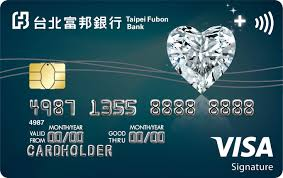 台北富邦銀行 Taipei Fubon Bank
4987 1355 8888 8888
4987
MONTH/YEAR MONTH/YEAR
VALID FROM 00/00 GOOD THRU 00/00
CARDHOLDER
VISA
Signature